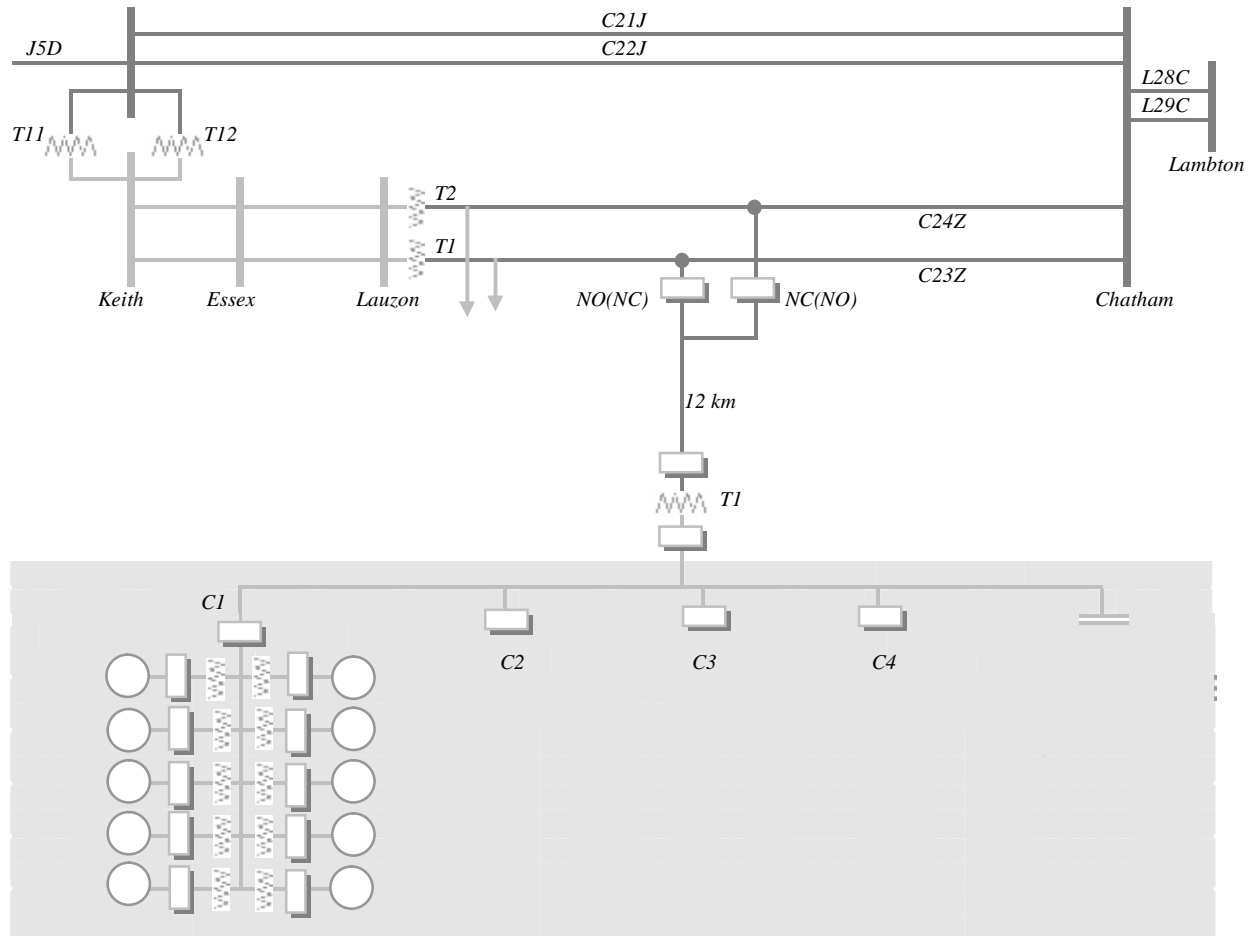 C21J
J5D
C22J
L28C
L29C
T11
T12
Lambton
T2
C24Z
T1
C23Z
Keith
Essex
Lauzon
NO(NC)
NC(NO)
Chatham
12 km
T1
C1
C2
C3
C4